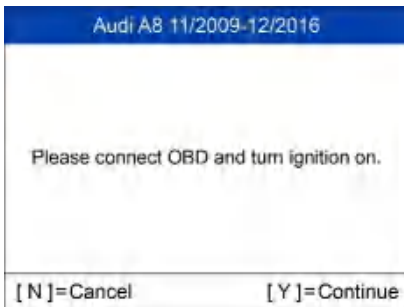 Audi A8 11/2009-12/2016
Please connect OBD and turn ignition on.
[ N ]=Cancel [ Y ]=Continue